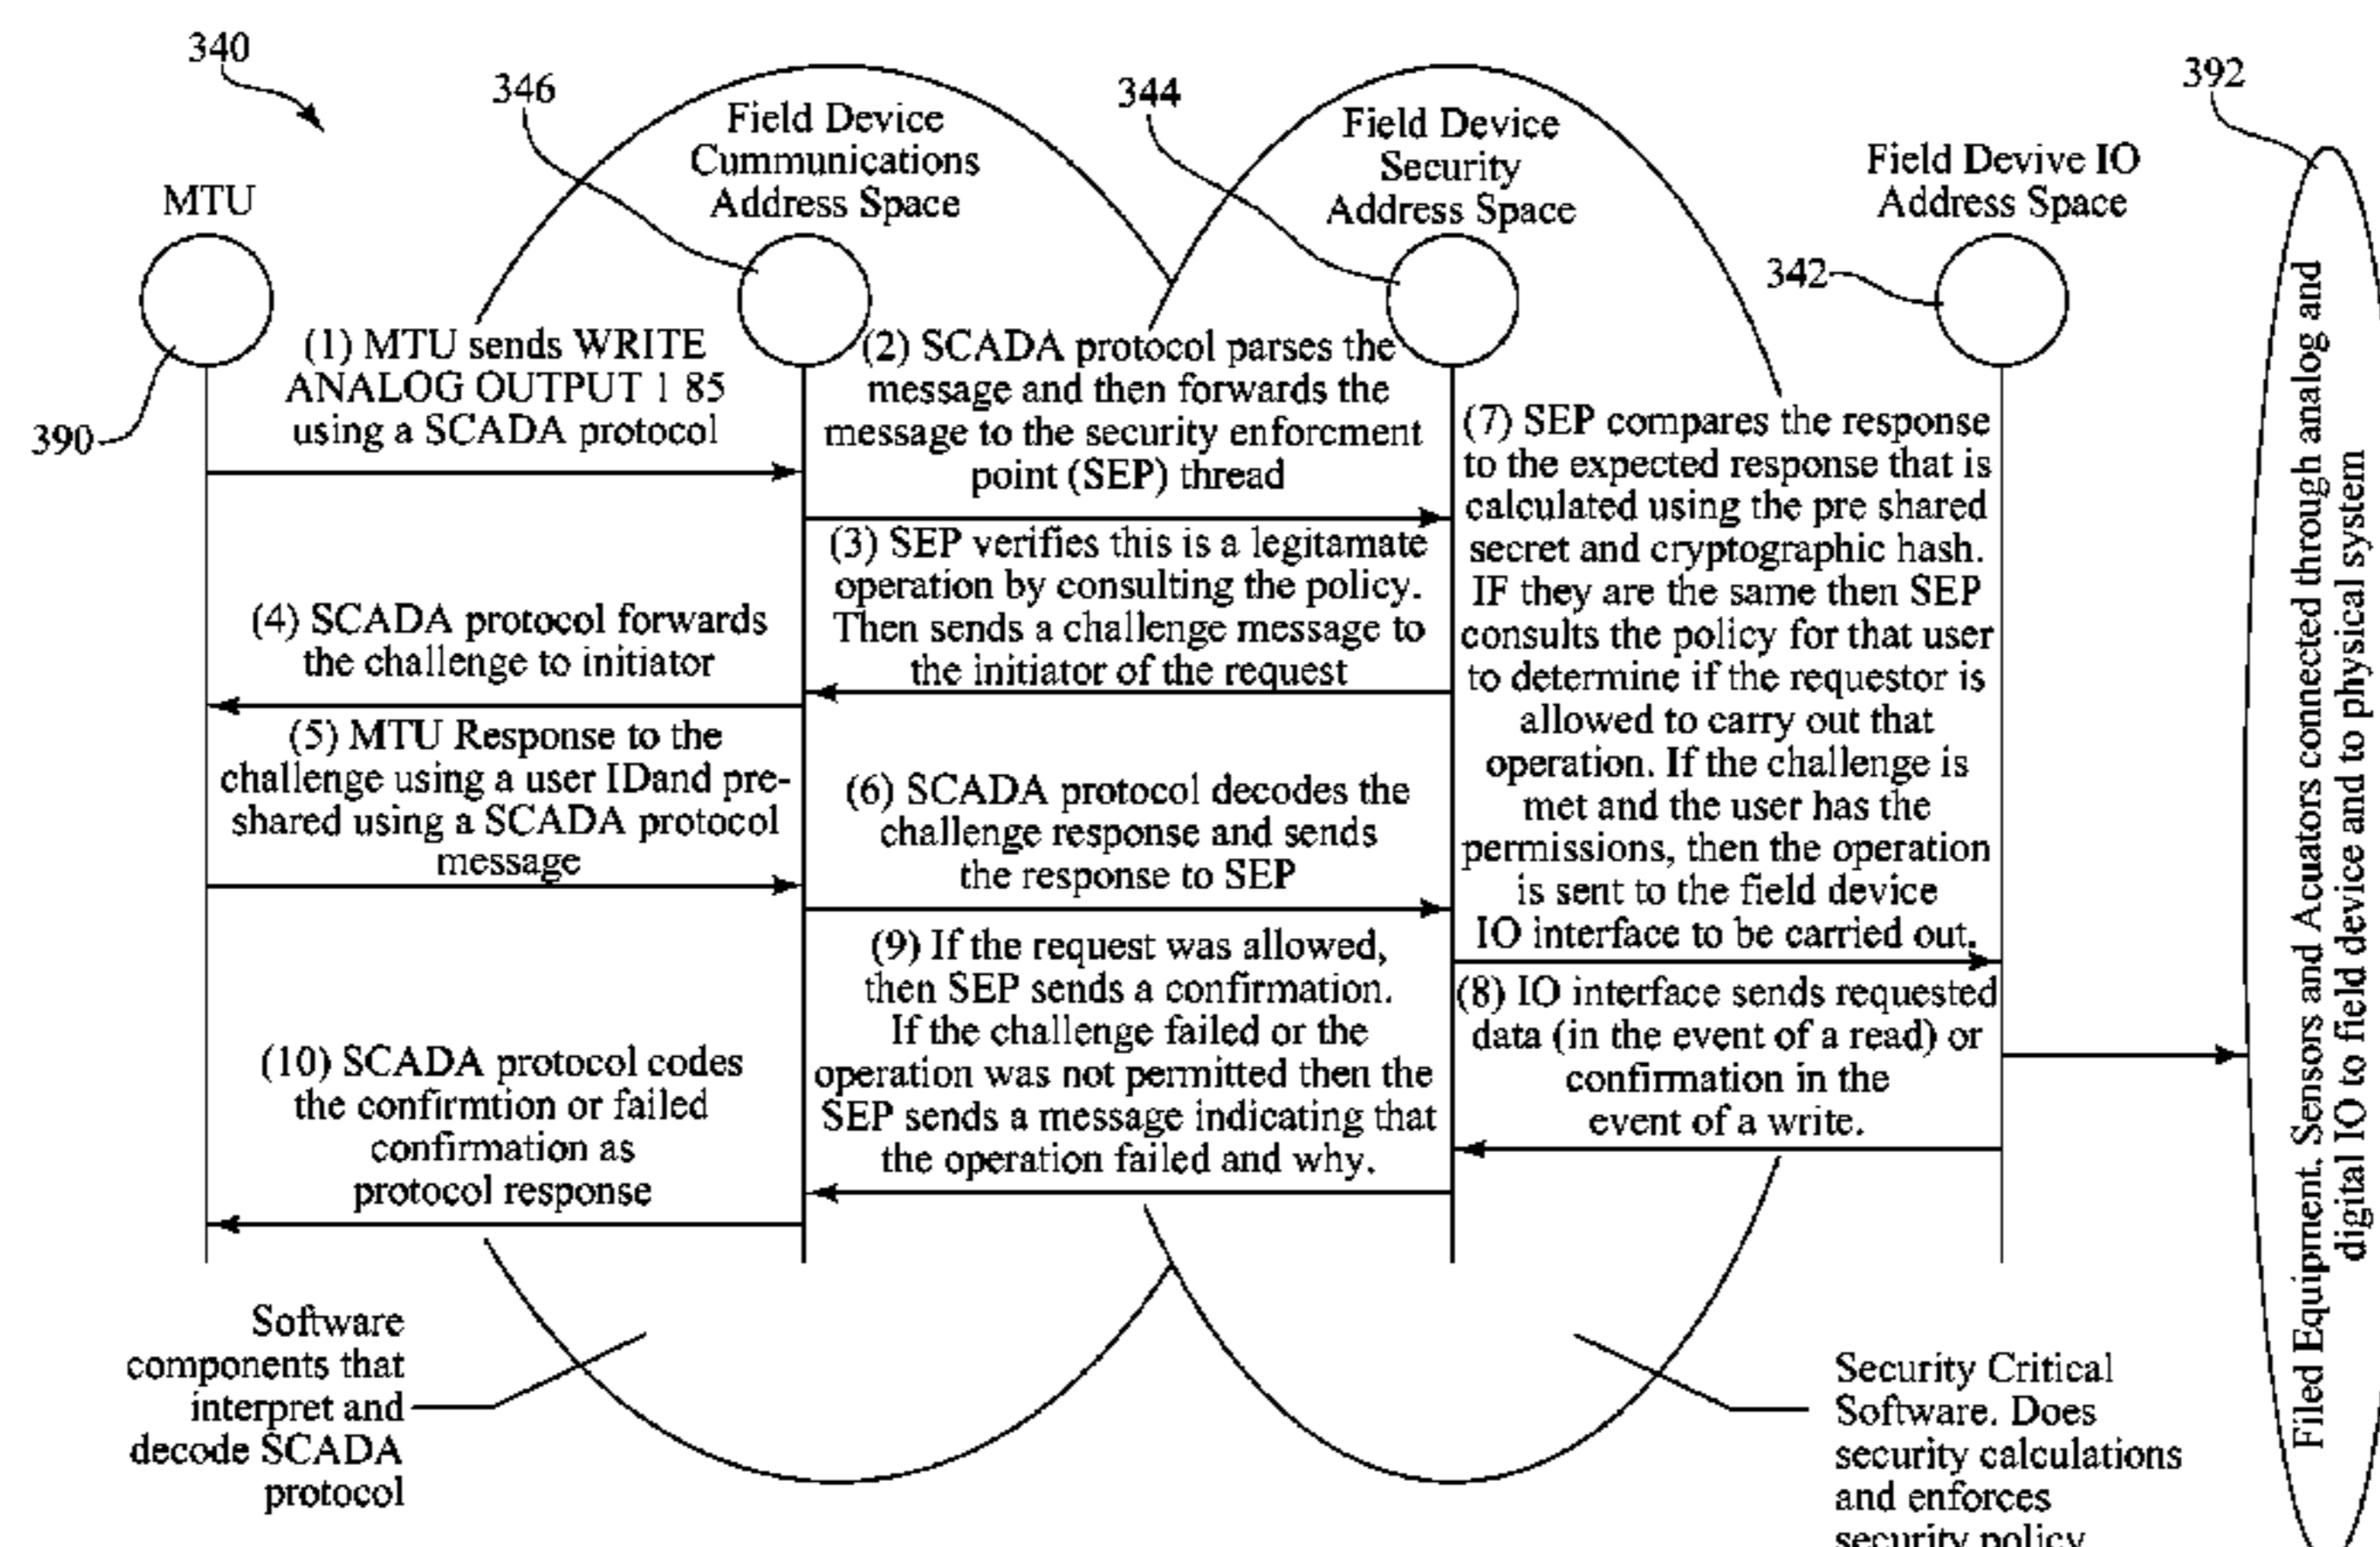 340
346
344
392
Field Device
Cummunications
Address Space
Field Device
Security
Address Space
Field Devive IO
Address Space
MTU
342
390
(1) MTU sends WRITE
ANALOG OUTPUT 1 85
using a SCADA protocol
(2) SCADA protocol parses the
message and then forwards the
message to the security enforcment
point (SEP) thread
(3) SEP verifies this is a legitamate
operation by consulting the policy.
Then sends a challenge message to
the initiator of the request
(4) SCADA protocol forwards
the challenge to initiator
(5) MTU Response to the
challenge using a user IDand pre-
shared using a SCADA protocol
message
(6) SCADA protocol decodes the
challenge response and sends
the response to SEP
(7) SEP compares the response
to the expected response that is
calculated using the pre shared
secret and cryptographic hash.
IF they are the same then SEP
consults the policy for that user
to determine if the requestor is
allowed to carry out that
operation. If the challenge is
met and the user has the
permissions, then the operation
is sent to the field device
IO interface to be carried out.
(8) IO interface sends requested
data (in the event of a read) or
confirmation in the
event of a write.
(9) If the request was allowed,
then SEP sends a confirmation.
If the challenge failed or the
operation was not permitted then the
SEP sends a message indicating that
the operation failed and why.
(10) SCADA protocol codes
the confirmtion or failed
confirmation as
protocol response
Filed Equipment. Sensors and Acuators connected through analog and
digital IO to field device and to physical system
Software
components that
interpret and
decode SCADA
protocol
Security Critical
Software. Does
security calculations
and enforces
security policy